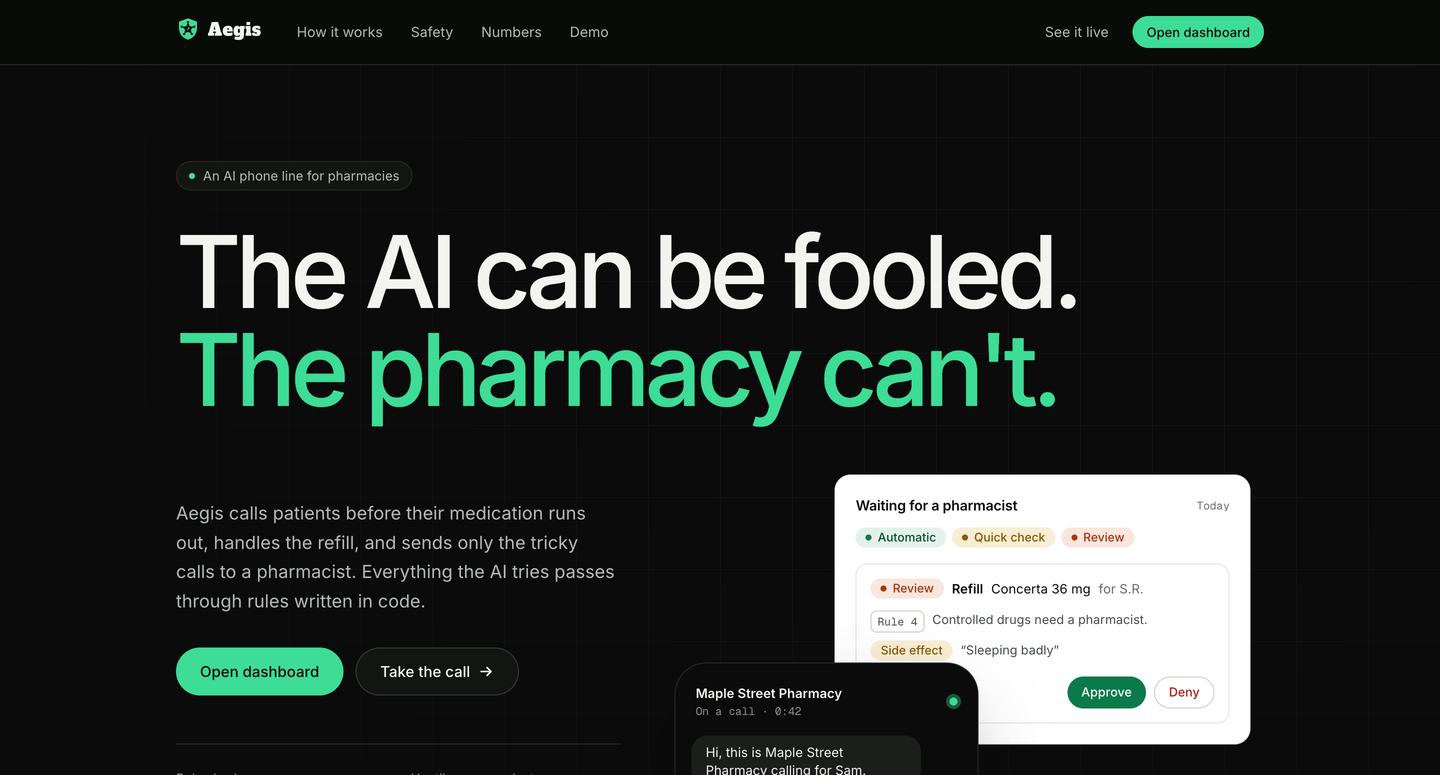 Aegis
How it works
Safety
Numbers
Demo
See it live
Open dashboard
An AI phone line for pharmacies
The AI can be fooled.
The pharmacy can't.
Aegis calls patients before their medication runs
out, handles the refill, and sends only the tricky
calls to a pharmacist. Everything the AI tries passes
through rules written in code.
Open dashboard
Take the call →
Waiting for a pharmacist
Today
Automatic
Quick check
Review
Review Refill Concerta 36 mg for S.R.
Rule 4 Controlled drugs need a pharmacist.
Side effect “Sleeping badly”
Approve
Deny
Maple Street Pharmacy
On a call · 0:42
Hi, this is Maple Street
Pharmacy calling for Sam.